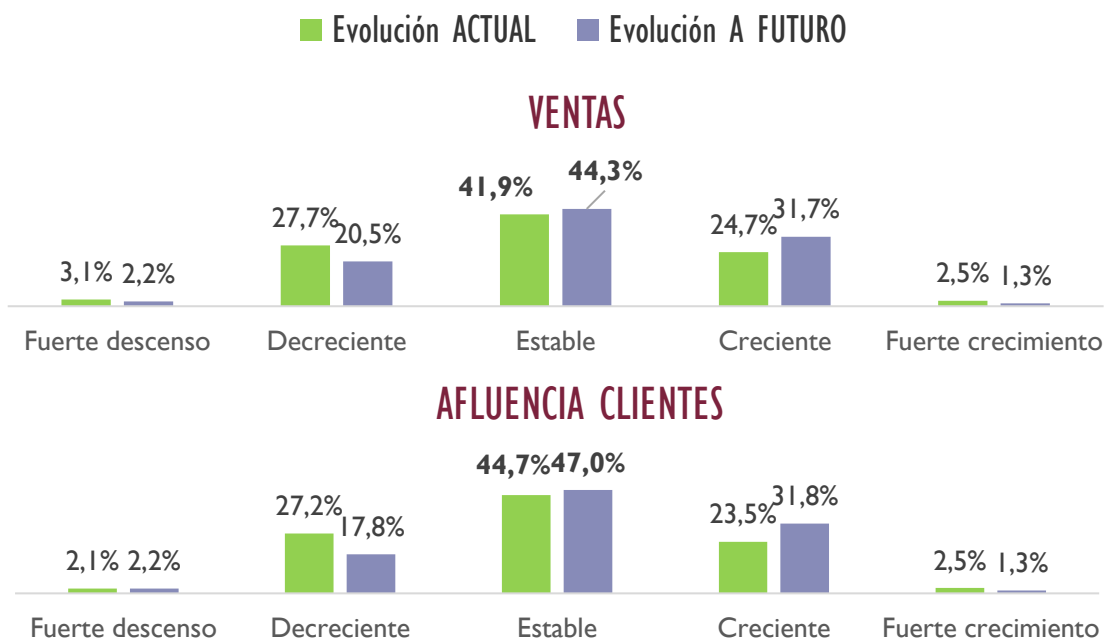 Evolución ACTUAL Evolución A FUTURO
VENTAS
3,1% 2,2% 27,7% 20,5% 41,9% 44,3% 24,7% 31,7% 2,5% 1,3%
Fuerte descenso Decreciente Estable Creciente Fuerte crecimiento
AFLUENCIA CLIENTES
2,1% 2,2% 27,2% 17,8% 44,7% 47,0% 23,5% 31,8% 2,5% 1,3%
Fuerte descenso Decreciente Estable Creciente Fuerte crecimiento